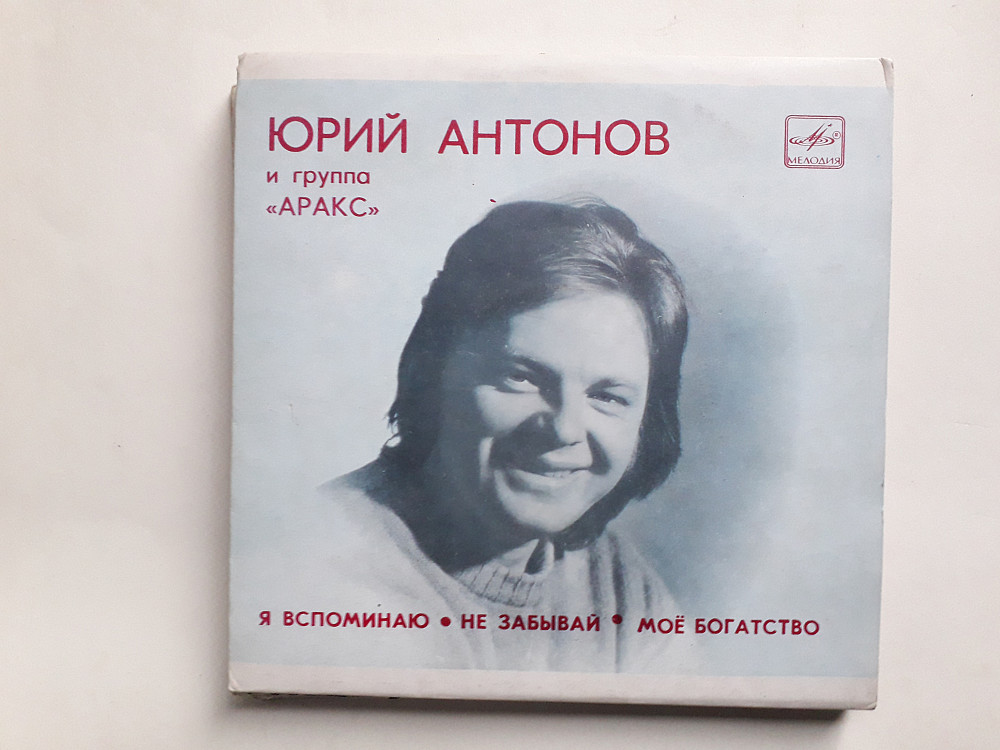 ЮРИЙ АНТОНОВ
и группа
«АРАКС»
МЕЛОДИЯ
Я ВСПОМИНАЮ • НЕ ЗАБЫВАЙ • МОЁ БОГАТСТВО